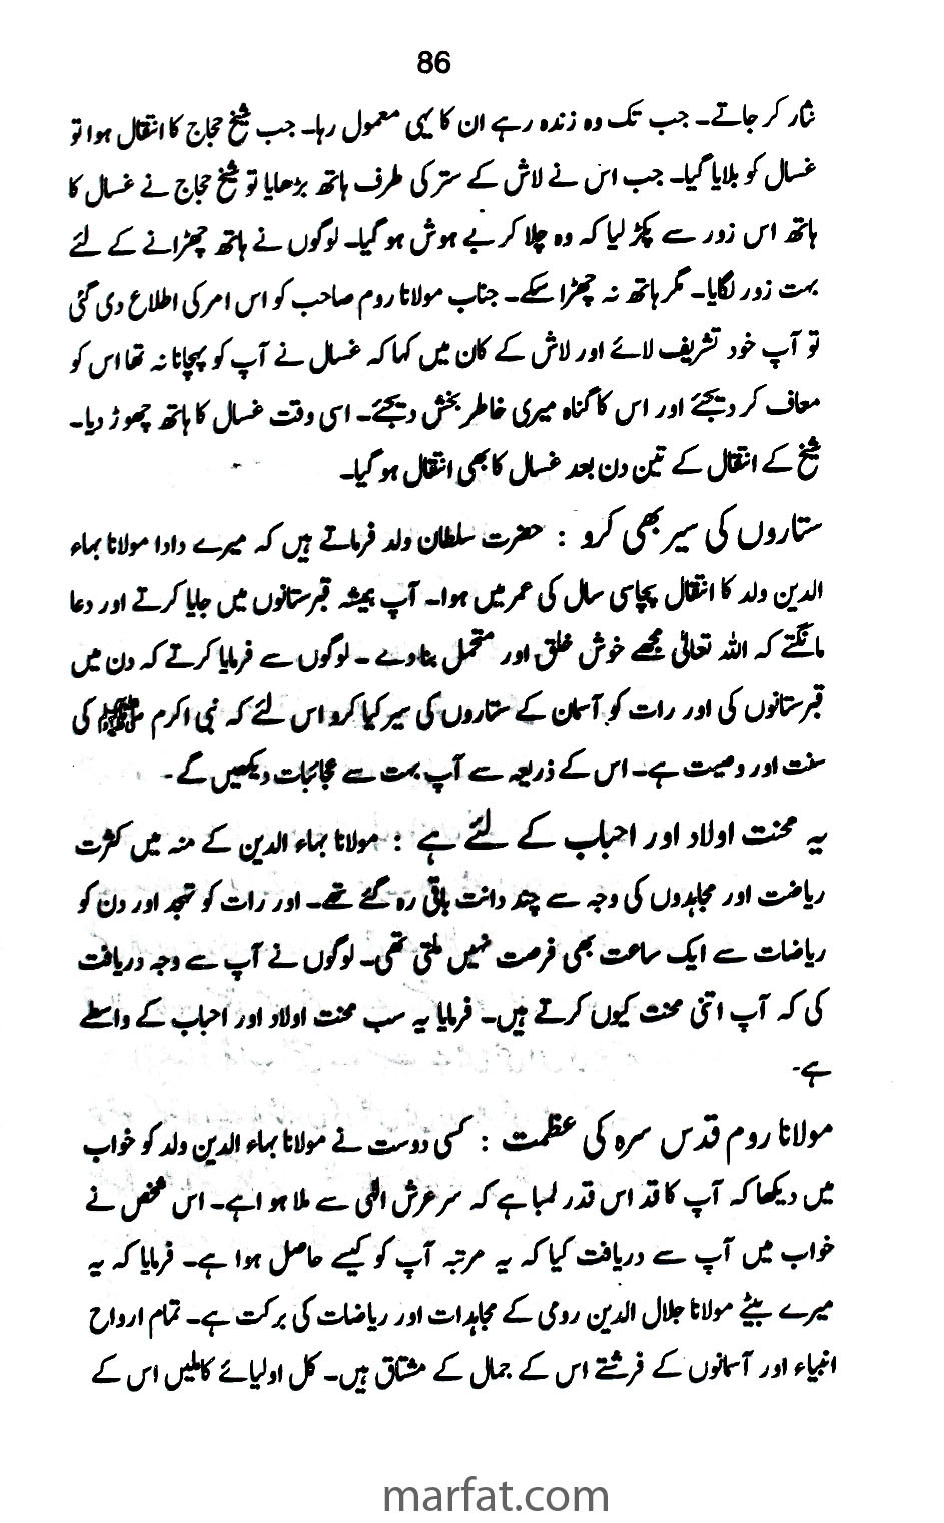 86
نثار کر جاتے۔ جب تک وہ زندہ رہے ان کا یہی معمول رہا۔ جب شیخ حجاج کا انتقال ہوا تو
غسال کو بلایا گیا۔ جب اس نے لاش کے ستر کی طرف ہاتھ بڑھایا تو شیخ حجاج نے غسال کا
ہاتھ اس زور سے پکڑ لیا کہ وہ چلا کر بے ہوش ہو گیا۔ لوگوں نے ہاتھ چھڑانے کے لئے
بہت زور لگایا۔ مگر ہاتھ نہ چھڑا سکے۔ جناب مولانا روم صاحب کو اس امر کی اطلاع دی گئی
تو آپ خود تشریف لائے اور لاش کے کان میں کہا کہ غسال نے آپ کو پہچانا نہ تھا اس کو
معاف کر دیجئے اور اس کا گناہ میری خاطر بخش دیجئے۔ اسی وقت غسال کا ہاتھ چھوڑ دیا۔
شیخ کے انتقال کے تین دن بعد غسال کا بھی انتقال ہو گیا۔
ستاروں کی سیر بھی کرو : حضرت سلطان ولد فرماتے ہیں کہ میرے دادا مولانا بہاء
الدین ولد کا انتقال پچاسی سال کی عمر میں ہوا۔ آپ ہمیشہ قبرستانوں میں جایا کرتے اور دعا
مانگتے کہ اللہ تعالیٰ مجھے خوش خلق اور متحمل بنا دے ۔ لوگوں سے فرمایا کرتے کہ دن میں
قبرستانوں کی اور رات کو آسمان کے ستاروں کی سیر کیا کرو اس لئے کہ نبی اکرم ﷺ کی
سنت اور وصیت ہے۔ اس کے ذریعہ سے آپ بہت سے عجائبات دیکھیں گے۔
یہ محنت اولاد اور احباب کے لئے ہے : مولانا بہاء الدین کے منہ میں کثرت
ریاضت اور مجاہدوں کی وجہ سے چند دانت باقی رہ گئے تھے۔ اور رات کو تہجد اور دن کو
ریاضات سے ایک ساعت بھی فرصت نہیں ملتی تھی۔ لوگوں نے آپ سے وجہ دریافت
کی کہ آپ اتنی محنت کیوں کرتے ہیں۔ فرمایا یہ سب محنت اولاد اور احباب کے واسطے
ہے۔
مولانا روم قدس سرہ کی عظمت : کسی دوست نے مولانا بہاء الدین ولد کو خواب
میں دیکھا کہ آپ کا قد اس قدر لمبا ہے کہ سر عرش الٰہی سے ملا ہوا ہے۔ اس شخص نے
خواب میں آپ سے دریافت کیا کہ یہ مرتبہ آپ کو کیسے حاصل ہوا ہے۔ فرمایا کہ یہ
میرے بیٹے مولانا جلال الدین رومی کے مجاہدات اور ریاضات کی برکت ہے۔ تمام ارواح
انبیاء اور آسمانوں کے فرشتے اس کے جمال کے مشتاق ہیں۔ کل اولیائے کاملیں اس کے
marfat.com